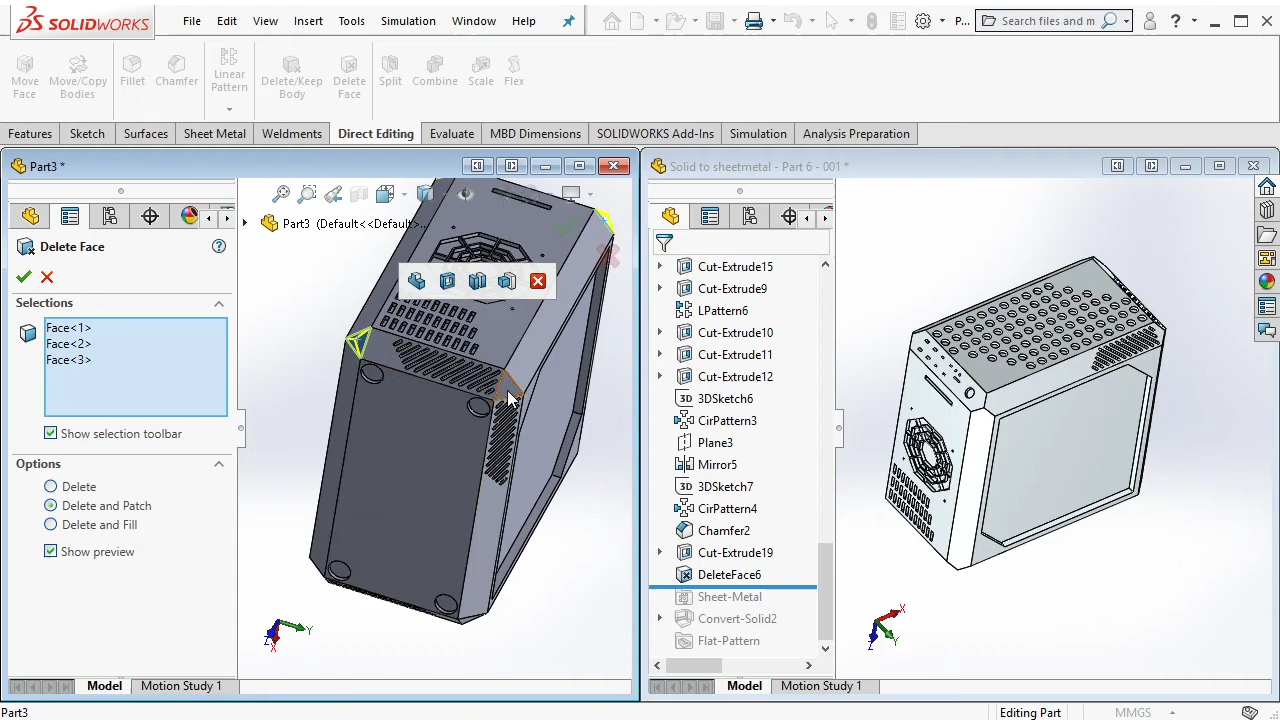 SOLIDWORKS File Edit View Insert Tools Simulation Window Help P... Search files and m ?
Move Face Move/Copy Bodies Fillet Chamfer Linear Pattern Delete/Keep Body Delete Face Split Combine Scale Flex
Features Sketch Surfaces Sheet Metal Weldments Direct Editing Evaluate MBD Dimensions SOLIDWORKS Add-Ins Simulation Analysis Preparation
Part3 *
Part3 (Default<<Default>...
Delete Face ?
Selections
Face<1>
Face<2>
Face<3>
Show selection toolbar
Options
Delete
Delete and Patch
Delete and Fill
Show preview
Z X Y
Model Motion Study 1
Solid to sheetmetal - Part 6 - 001 *
Cut-Extrude15
Cut-Extrude9
LPattern6
Cut-Extrude10
Cut-Extrude11
Cut-Extrude12
3D 3DSketch6
CirPattern3
Plane3
Mirror5
3D 3DSketch7
CirPattern4
Chamfer2
Cut-Extrude19
DeleteFace6
Sheet-Metal
Convert-Solid2
Flat-Pattern
X Z Y
Model Motion Study 1
Part3 Editing Part MMGS